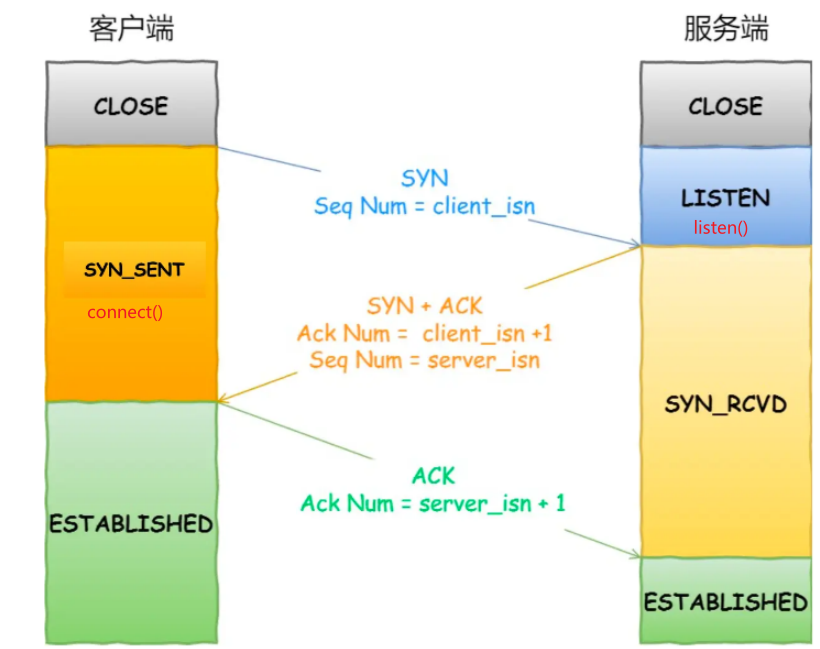 客户端
服务端
CLOSE
CLOSE
SYN
Seq Num = client_isn
LISTEN
listen()
SYN_SENT
connect()
SYN + ACK
Ack Num = client_isn +1
Seq Num = server_isn
SYN_RCVD
ACK
Ack Num = server_isn + 1
ESTABLISHED
ESTABLISHED